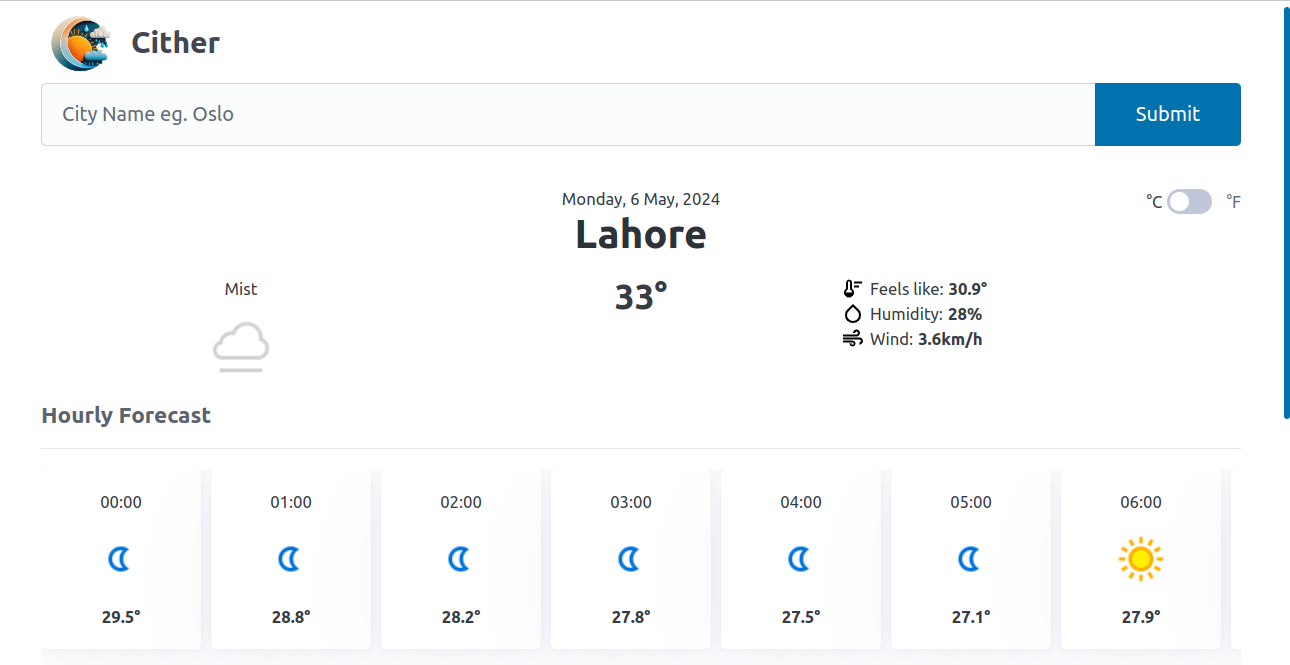 Cither
City Name eg. Oslo
Submit
Monday, 6 May, 2024
°C
°F
Lahore
Mist
33°
Feels like: 30.9°
Humidity: 28%
Wind: 3.6km/h
Hourly Forecast
00:00 01:00 02:00 03:00 04:00 05:00 06:00
29.5° 28.8° 28.2° 27.8° 27.5° 27.1° 27.9°